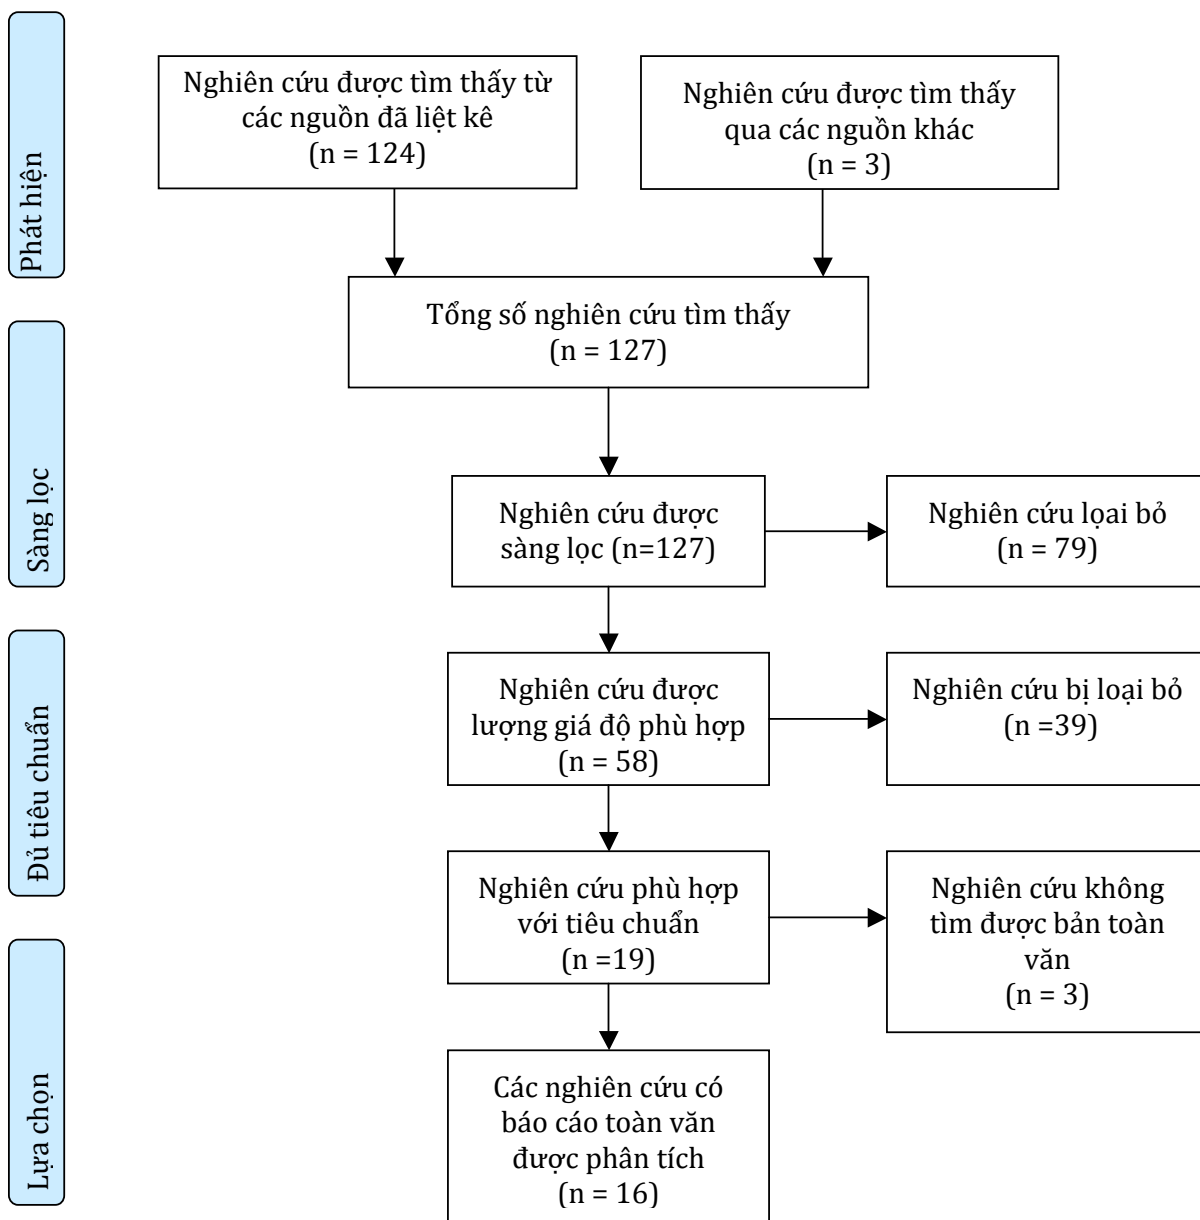 Phát hiện
Nghiên cứu được tìm thấy từ
các nguồn đã liệt kê
(n = 124)
Nghiên cứu được tìm thấy
qua các nguồn khác
(n = 3)
Tổng số nghiên cứu tìm thấy
(n = 127)
Sàng lọc
Nghiên cứu được
sàng lọc (n=127)
Nghiên cứu lọai bỏ
(n = 79)
Đủ tiêu chuẩn
Nghiên cứu được
lượng giá độ phù hợp
(n = 58)
Nghiên cứu bị loại bỏ
(n =39)
Nghiên cứu phù hợp
với tiêu chuẩn
(n =19)
Nghiên cứu không
tìm được bản toàn
văn
(n = 3)
Lựa chọn
Các nghiên cứu có
báo cáo toàn văn
được phân tích
(n = 16)